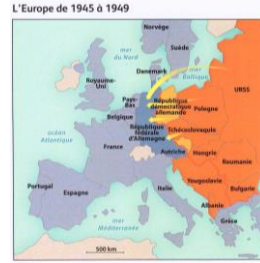 L'Europe de 1945 à 1949
Norvège
Suède
mer
du Nord
Danemark
mer
Baltique
Royaume-
Uni
URSS
Pays-
Bas
République
démocratique
allemande
Pologne
Belgique
République
fédérale
d'Allemagne
Tchécoslovaquie
océan
Atlantique
France
Autriche
Hongrie
Roumanie
Yougoslavie
Bulgarie
Portugal
Espagne
Italie
Albanie
mer
Méditerranée
Grèce
500 km